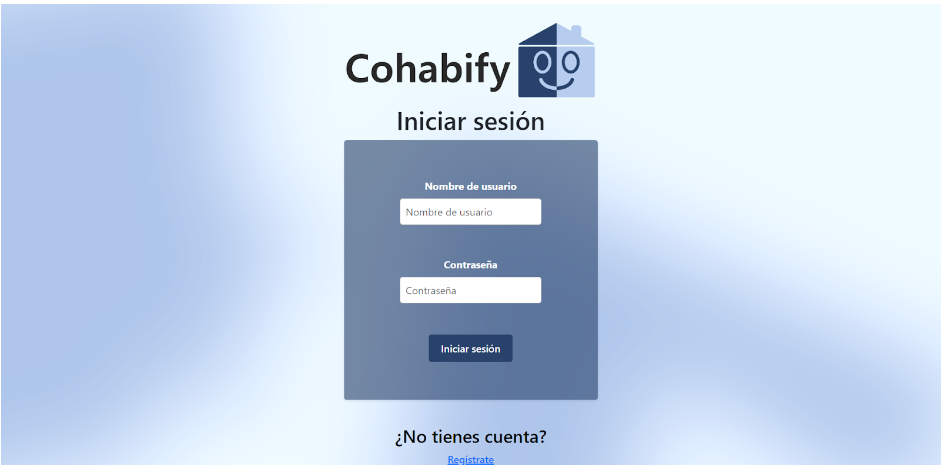 Cohabify
Iniciar sesión
Nombre de usuario
Nombre de usuario
Contraseña
Contraseña
Iniciar sesión
¿No tienes cuenta?
Registrate